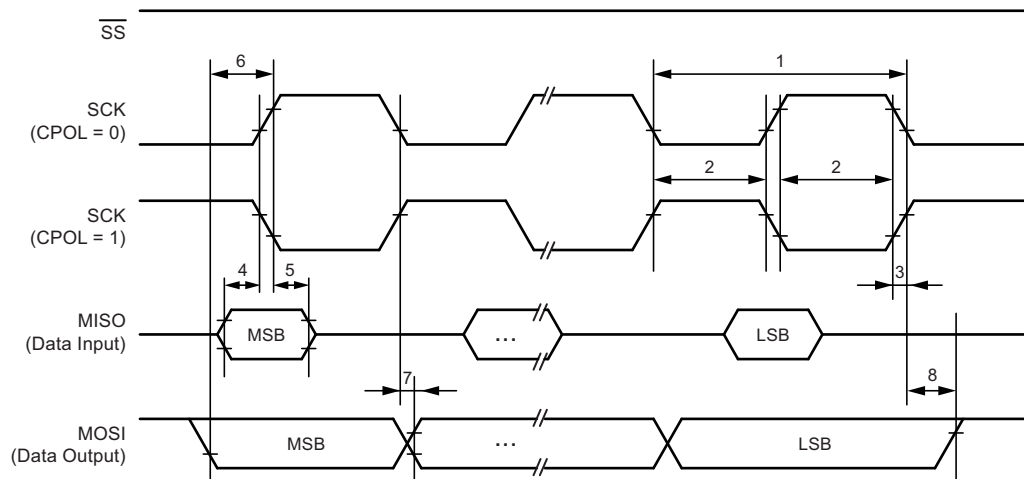 SS
6
1
SCK
(CPOL = 0)
2
2
SCK
(CPOL = 1)
4
5
3
MISO
(Data Input)
MSB
...
LSB
7
8
MOSI
(Data Output)
MSB
...
LSB